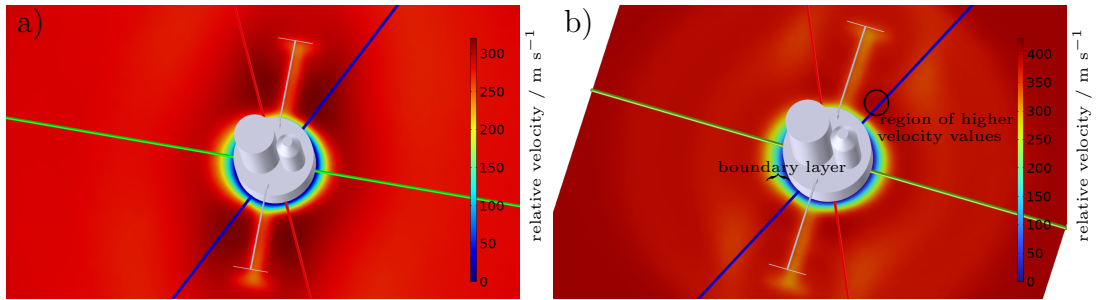 a)
300
250
200
150
100
50
0
relative velocity / m s⁻¹
b)
400
350
300
250
200
150
100
50
0
relative velocity / m s⁻¹
region of higher
velocity values
boundary layer